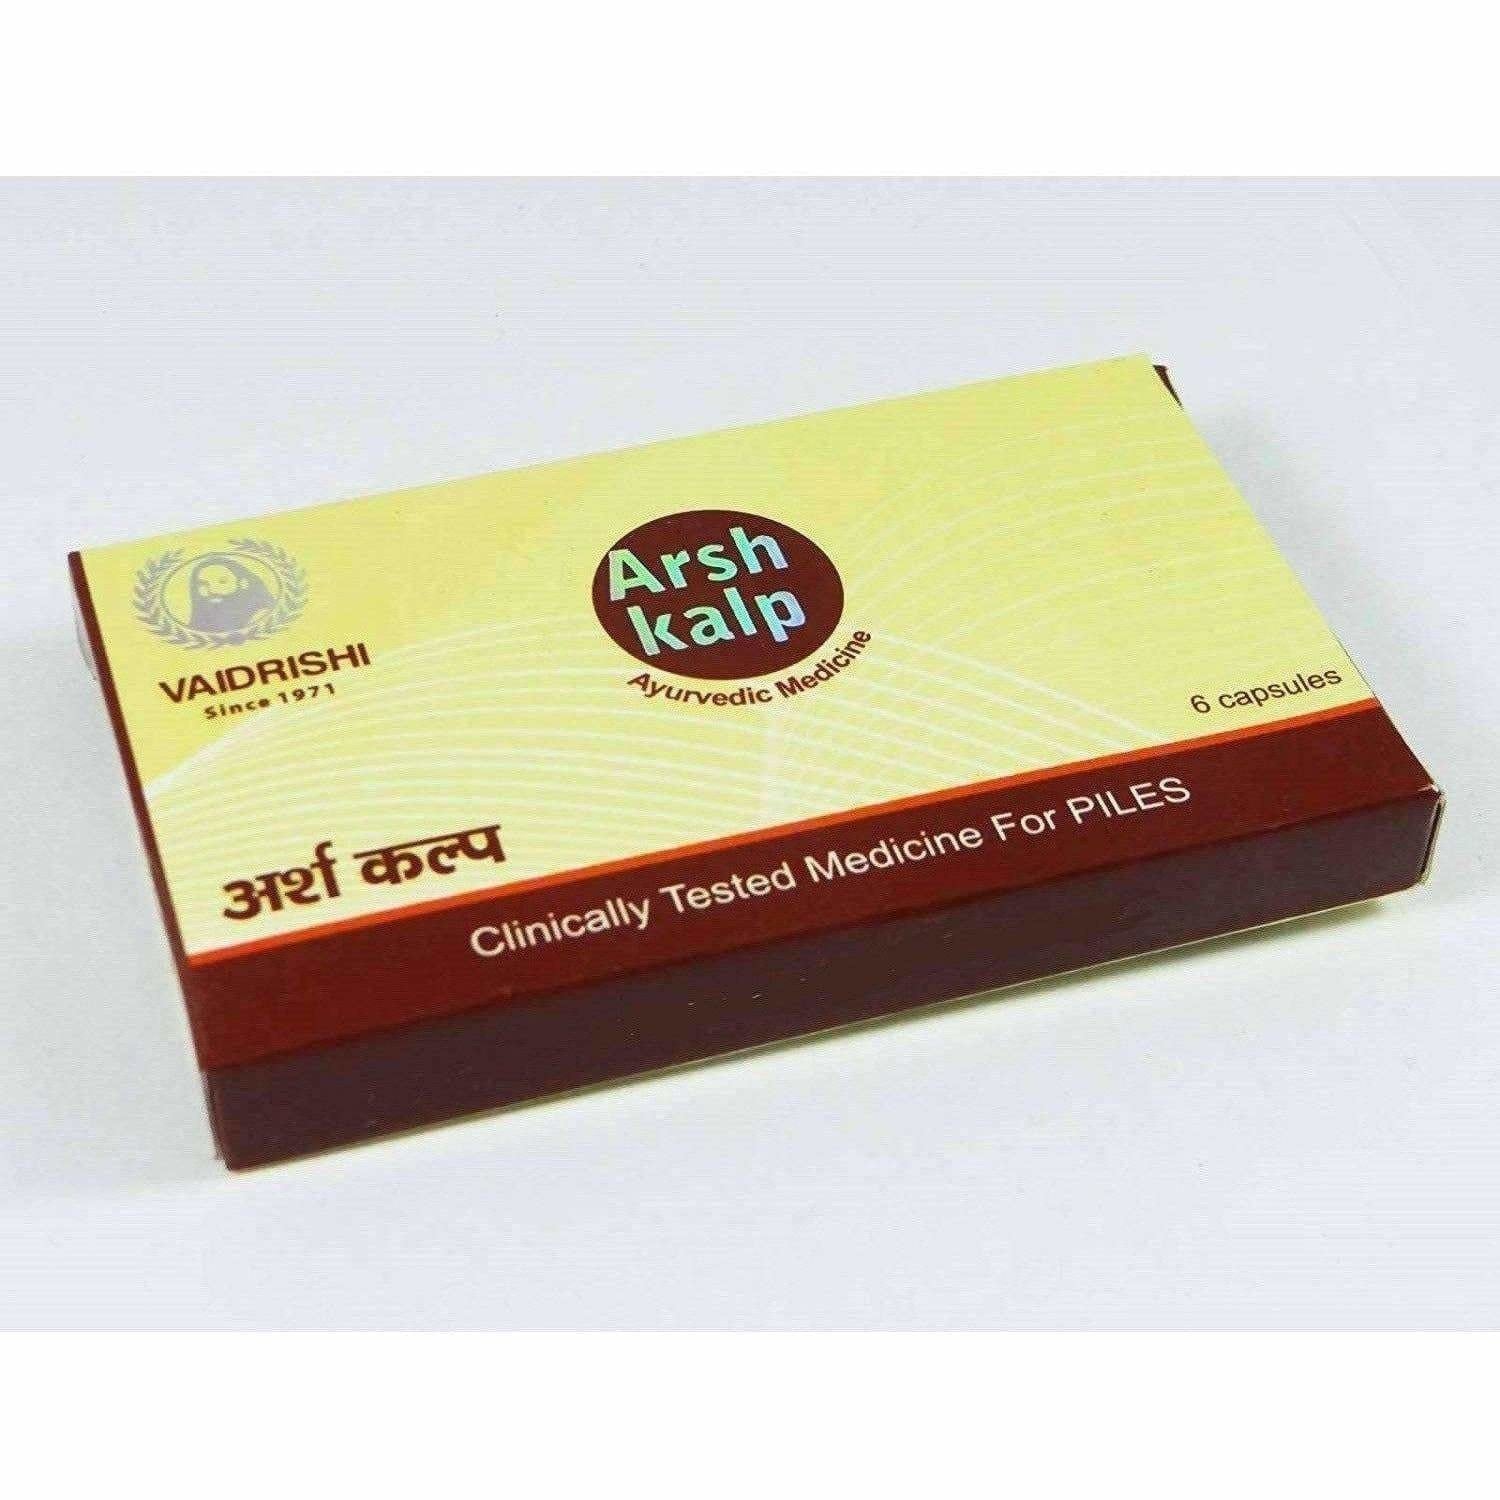 VAIDRISHI
Since 1971
Arsh
kalp
Ayurvedic Medicine
6 capsules
अर्श कल्प
Clinically Tested Medicine For PILES